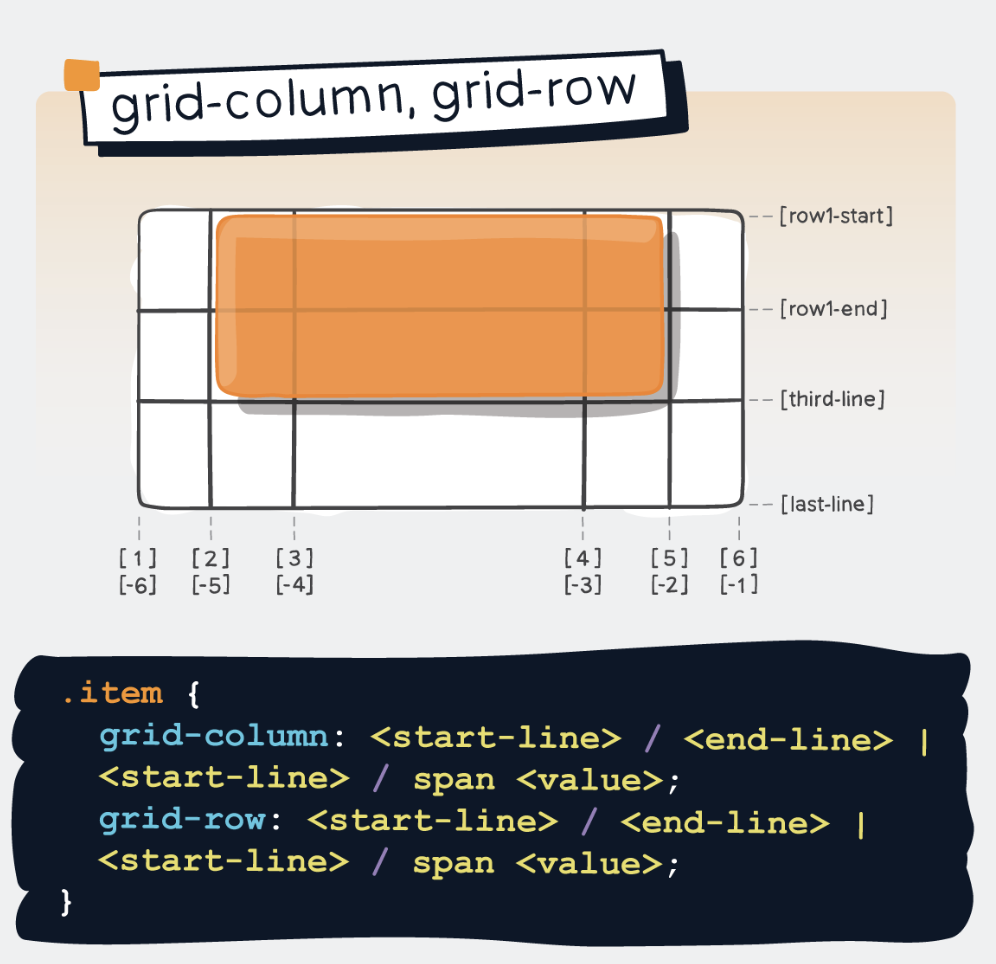 grid-column, grid-row
[row1-start]
[row1-end]
[third-line]
[last-line]
[1] [2] [3] [4] [5] [6]
[-6] [-5] [-4] [-3] [-2] [-1]
.item {
grid-column: <start-line> / <end-line> |
<start-line> / span <value>;
grid-row: <start-line> / <end-line> |
<start-line> / span <value>;
}